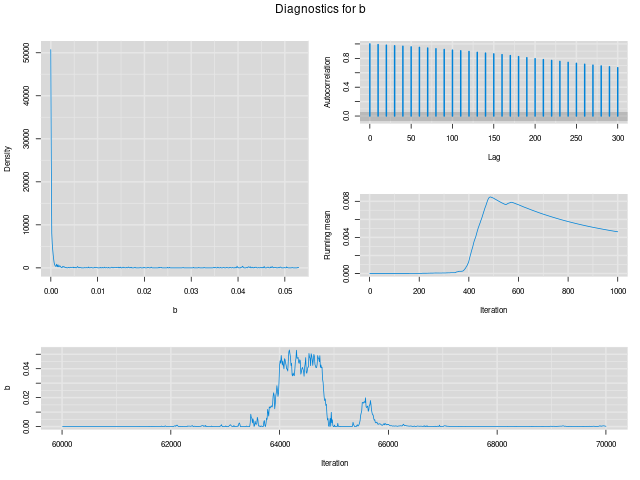 Diagnostics for b
Density
50000
40000
30000
20000
10000
0
0.00 0.01 0.02 0.03 0.04 0.05
b
Autocorrelation
0.8
0.4
0.0
0 50 100 150 200 250 300
Lag
Running mean
0.008
0.004
0.000
0 200 400 600 800 1000
Iteration
b
0.04
0.02
0.00
60000 62000 64000 66000 68000 70000
Iteration